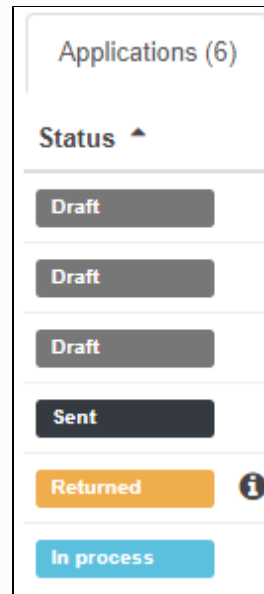 Applications (6)
Status
Draft
Draft
Draft
Sent
Returned
In process